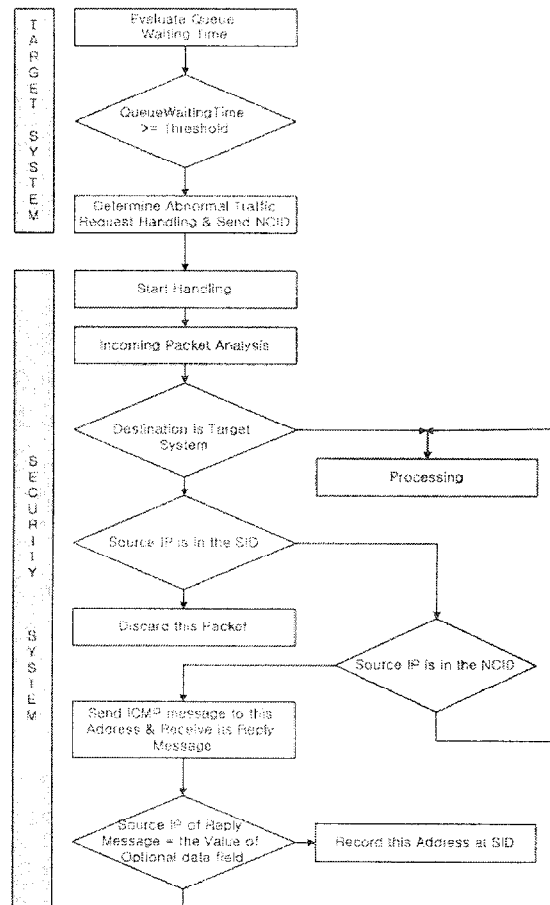 TARGET SYSTEM
Evaluate Queue
Waiting Time
QueueWaitingTime
>= Threshold
Determine Abnormal Traffic
Request Handling & Send NCID
SECURITY SYSTEM
Start Handling
Incoming Packet Analysis
Destination is Target
System
Processing
Source IP is in the SID
Discard this Packet
Source IP is in the NCID
Send ICMP message to this
Address & Receive its Reply
Message
Source IP of Reply
Message = the Value of
Optional data field
Record this Address at SID